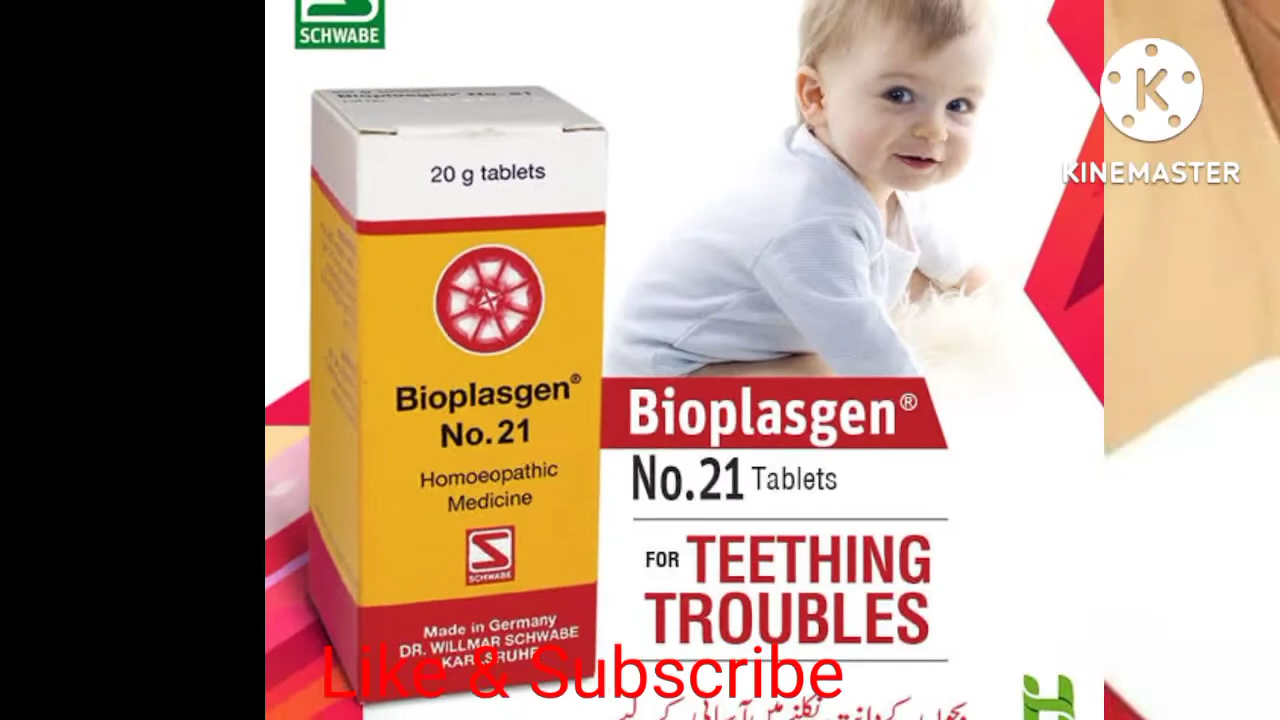 SCHWABE
20 g tablets
Bioplasgen®
No. 21
Homoeopathic
Medicine
SCHWABE
Made in Germany
DR. WILLMAR SCHWABE
Bioplasgen®
No.21 Tablets
FOR TEETHING
TROUBLES
Like & Subscribe
K
KINEMASTER